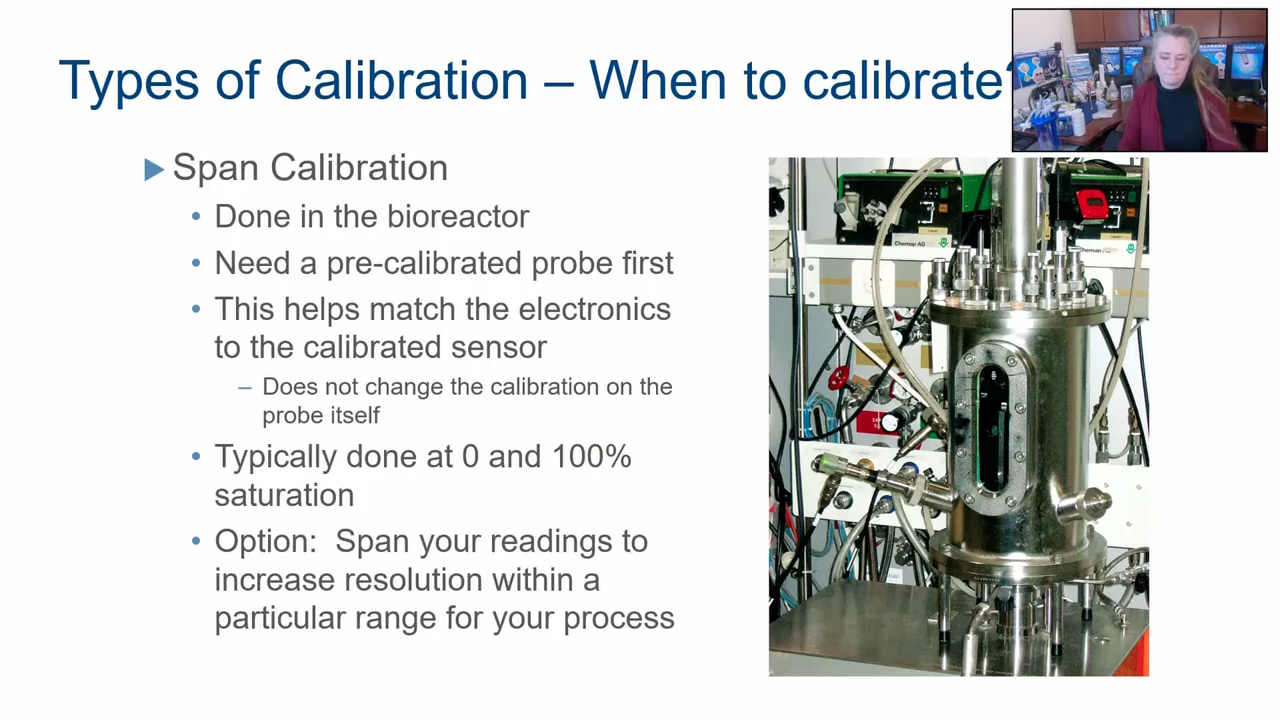 Types of Calibration – When to calibrate?
Span Calibration
• Done in the bioreactor
• Need a pre-calibrated probe first
• This helps match the electronics
to the calibrated sensor
– Does not change the calibration on the
probe itself
• Typically done at 0 and 100%
saturation
• Option: Span your readings to
increase resolution within a
particular range for your process
Chemap AG